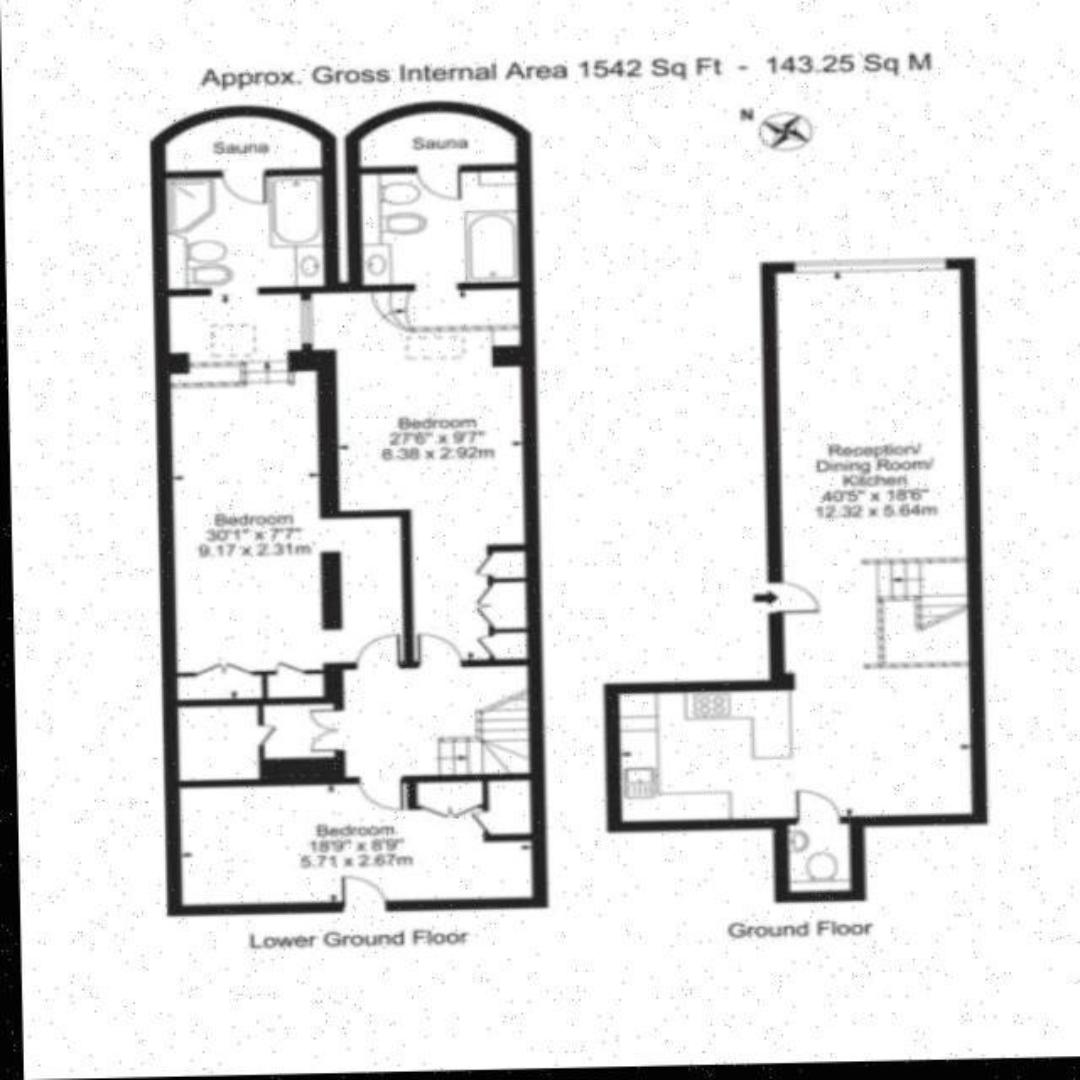 Approx. Gross Internal Area 1542 Sq Ft - 143.25 Sq M
N
Sauna
Sauna
Bedroom
27'6" x 9'7"
8.38 x 2.92m
Reception/
Dining Room/
Kitchen
40'5" x 18'6"
12.32 x 5.64m
Bedroom
30'1" x 7'7"
9.17 x 2.31m
Bedroom
18'9" x 8'9"
5.71 x 2.67m
Lower Ground Floor
Ground Floor